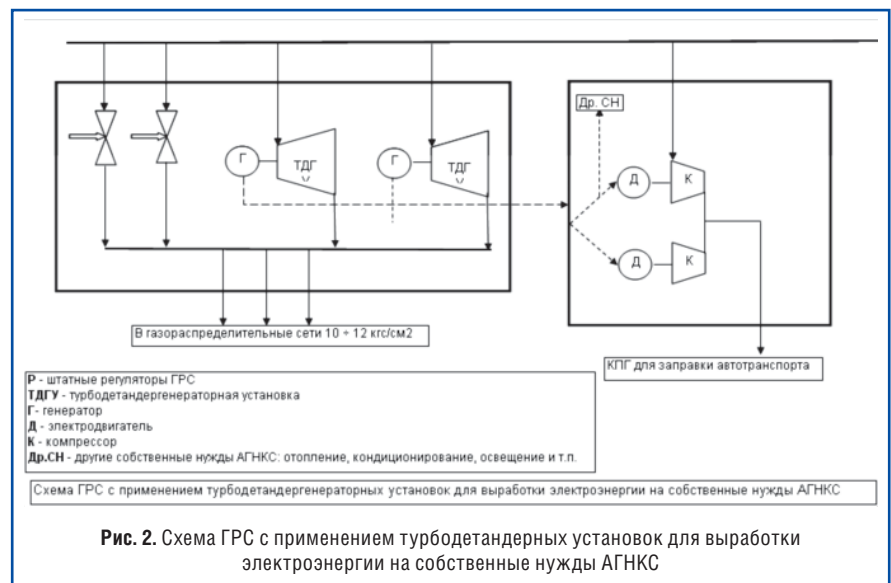 Др. СН
Г
ТДГ
У
Г
ТДГ
У
Д
К
Д
К
В газораспределительные сети 10 ÷ 12 кгс/см2
КПГ для заправки автотранспорта
Р - штатные регуляторы ГРС
ТДГУ - турбодетандергенераторная установка
Г- генератор
Д - электродвигатель
К - компрессор
Др.СН - другие собственные нужды АГНКС: отопление, кондиционирование, освещение и т.п.
Схема ГРС с применением турбодетандергенераторных установок для выработки электроэнергии на собственные нужды АГНКС
Рис. 2. Схема ГРС с применением турбодетандерных установок для выработки
электроэнергии на собственные нужды АГНКС